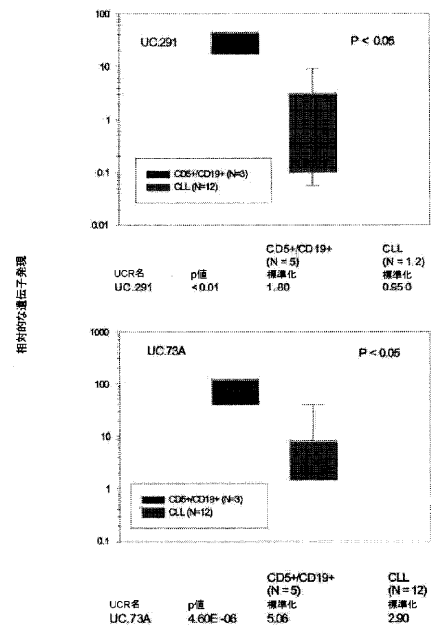 相対的な遺伝子発現
100
10
1
0.1
0.01
UC.291
P < 0.05
CD5+/CD19+ (N=3)
CLL (N=12)
CD5+/CD19+ CLL
(N = 5) (N = 1.2)
UCR名 p値 標準化 標準化
UC.291 <0.01 1.80 0.950
1000
100
10
1
0.1
UC.73A
P < 0.05
CD5+/CD19+ (N=3)
CLL (N=12)
CD5+/CD19+ CLL
(N = 5) (N = 12)
UCR名 p値 標準化 標準化
UC.73A 4.60E-06 5.06 2.90